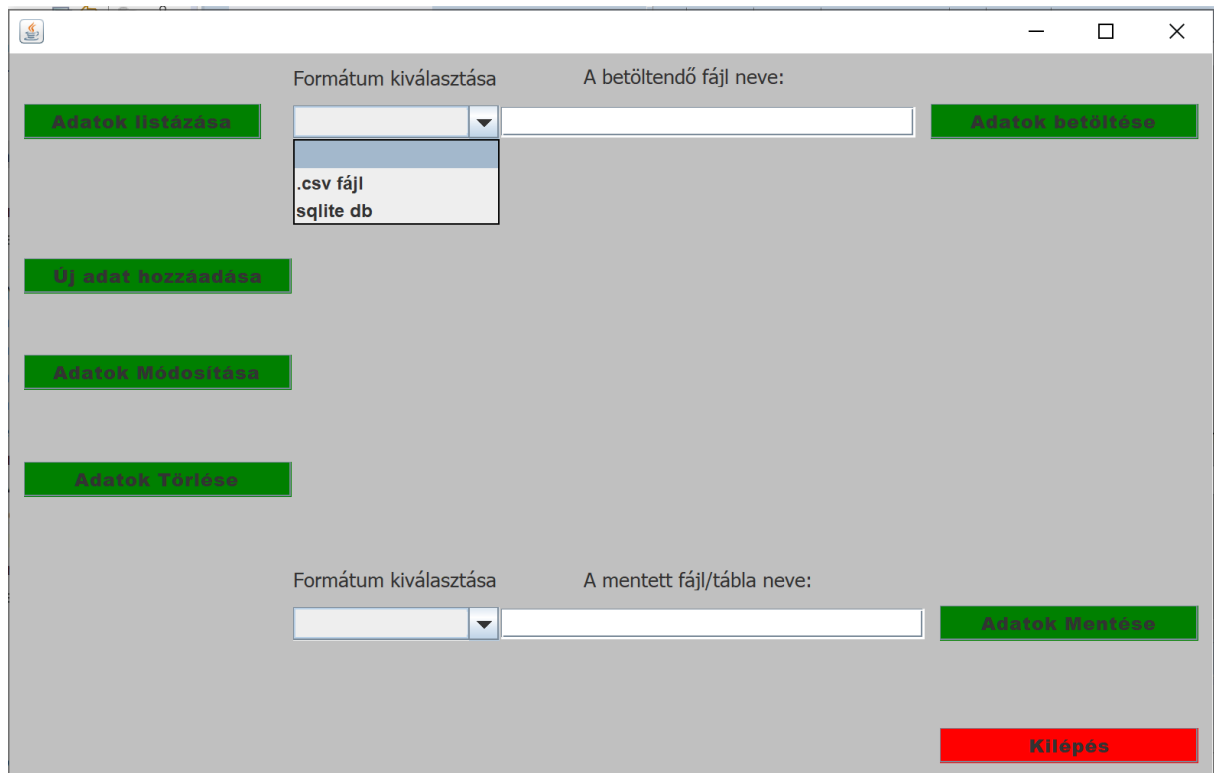 Formátum kiválasztása A betöltendő fájl neve:
Adatok listázása Adatok betöltése
.csv fájl
sqlite db
Új adat hozzáadása
Adatok Módosítása
Adatok Törlése
Formátum kiválasztása A mentett fájl/tábla neve:
Adatok Mentése
Kilépés